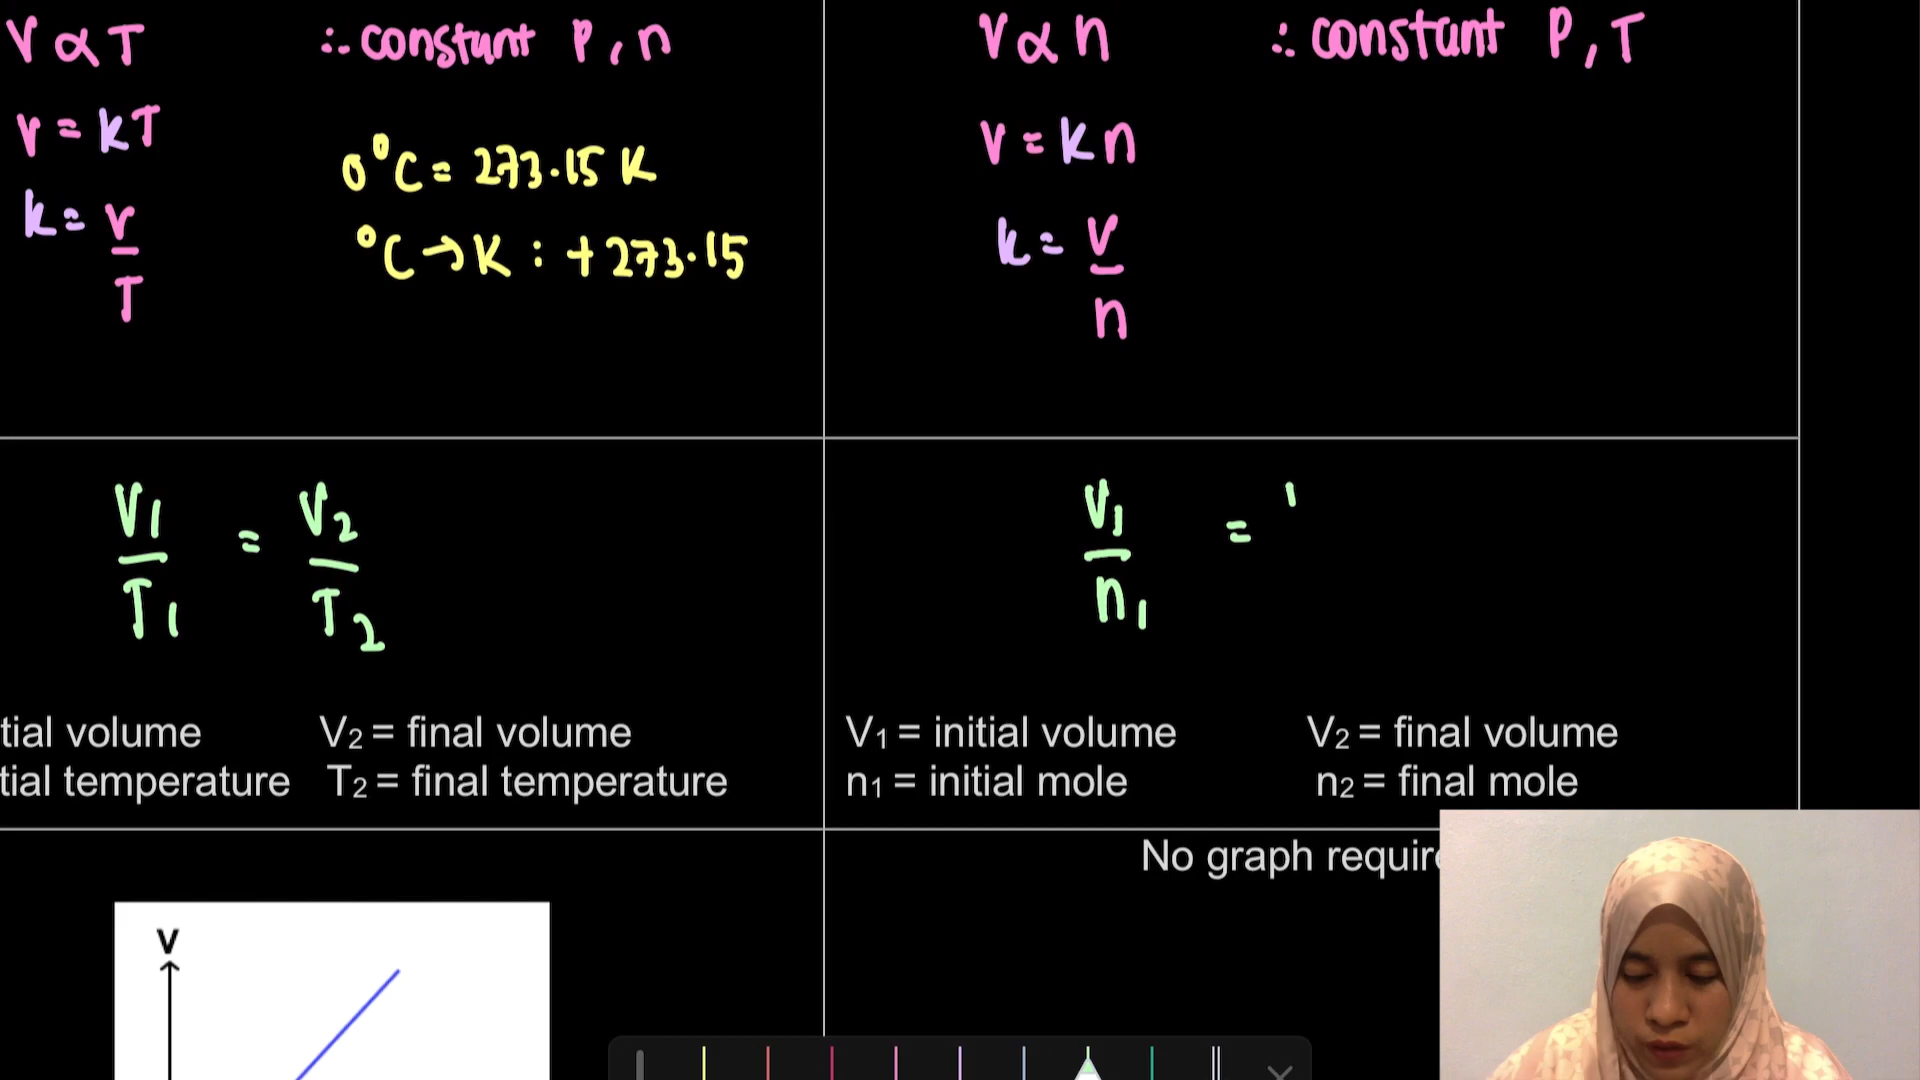 V ∝ T ∴ constant P, n
V = kT
0°C = 273.15 K
k = V
T
°C → K : + 273.15
V ∝ n ∴ constant P, T
V = kn
k = V
n
V1 = V2
T1 T2
tial volume V2 = final volume
tial temperature T2 = final temperature
V1 =
n1
V1 = initial volume V2 = final volume
n1 = initial mole n2 = final mole
V
No graph require